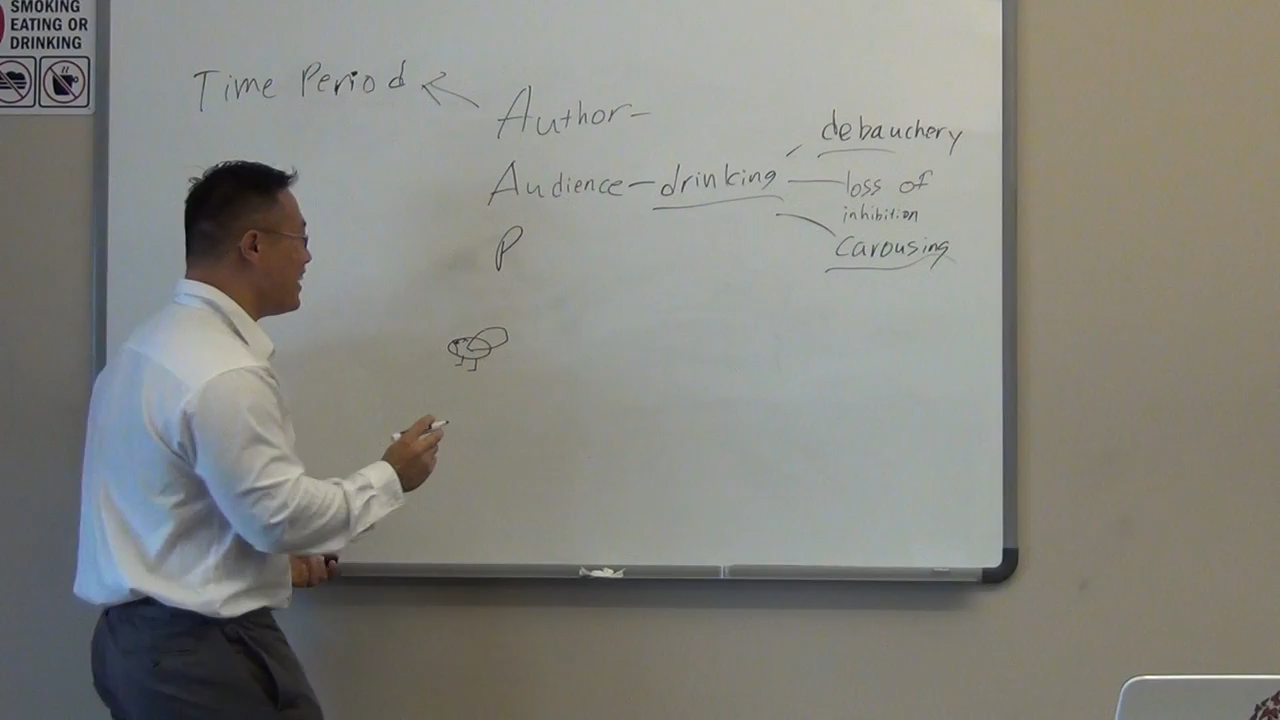 SMOKING
EATING OR
DRINKING
Time Period
Author-
Audience-drinking
debauchery
loss of
inhibition
carousing
P